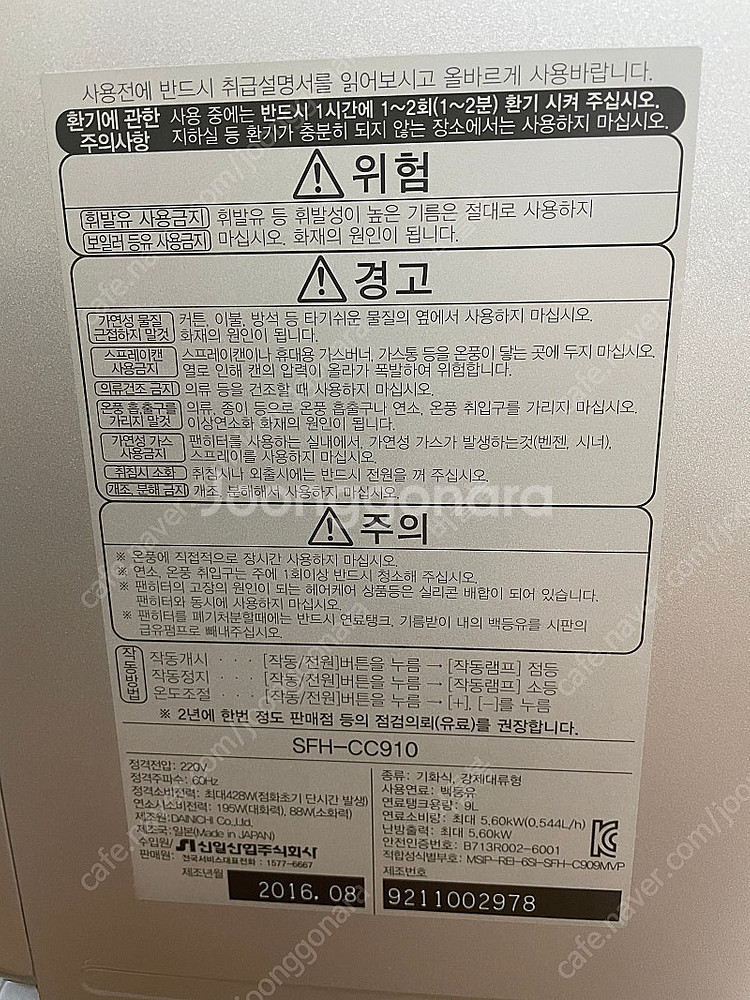 사용전에 반드시 취급설명서를 읽어보시고 올바르게 사용바랍니다.
환기에 관한 주의사항
사용 중에는 반드시 1시간에 1~2회(1~2분) 환기 시켜 주십시오.
지하실 등 환기가 충분히 되지 않는 장소에서는 사용하지 마십시오.
⚠위험
휘발유 사용금지 휘발유 등 휘발성이 높은 기름은 절대로 사용하지
보일러 등유 사용금지 마십시오. 화재의 원인이 됩니다.
⚠경고
가연성 물질 근접하지 말것
커튼, 이불, 방석 등 타기쉬운 물질의 옆에서 사용하지 마십시오.
화재의 원인이 됩니다.
스프레이캔 사용금지
스프레이캔이나 휴대용 가스버너, 가스통 등을 온풍이 닿는 곳에 두지 마십시오.
열로 인해 캔의 압력이 올라가 폭발하여 위험합니다.
의류건조 금지 의류 등을 건조할 때 사용하지 마십시오.
온풍 흡출구를 가리지 말것
의류, 종이 등으로 온풍 흡출구나 연소, 온풍 취입구를 가리지 마십시오.
이상연소화 화재의 원인이 됩니다.
가연성 가스 사용금지
팬히터를 사용하는 실내에서, 가연성 가스가 발생하는것(벤젠, 시너),
스프레이를 사용하지 마십시오.
취침시 소화 취침시나 외출시에는 반드시 전원을 꺼 주십시오.
개조, 분해 금지 개조, 분해해서 사용하지 마십시오.
⚠주의
※ 온풍에 직접적으로 장시간 사용하지 마십시오.
※ 연소, 온풍 취입구는 주에 1회이상 반드시 청소해 주십시오.
※ 팬히터의 고장의 원인이 되는 헤어케어 상품등은 실리콘 배합이 되어 있습니다.
팬히터와 동시에 사용하지 마십시오.
※ 팬히터를 폐기처분할때에는 반드시 연료탱크, 기름받이 내의 백등유를 시판의
급유펌프로 빼내주십시오.
작동방법
작동개시 · · · [작동/전원]버튼을 누름 → [작동램프] 점등
작동정지 · · · [작동/전원]버튼을 누름 → [작동램프] 소등
온도조절 · · · [작동/전원]버튼을 누름 → [+], [−]를 누름
※ 2년에 한번 정도 판매점 등의 점검의뢰(유료)를 권장합니다.
SFH-CC910
정격전압 : 220V
정격주파수 : 60Hz
정격소비전력 : 최대428W(점화초기 단시간 발생)
연소시소비전력 : 195W(대화력), 88W(소화력)
제조원 : DAINICHI Co.,Ltd.
제조국 : 일본(Made in JAPAN)
수입원/판매원 : 신일산업주식회사
전국서비스대표전화 : 1577-6667
제조년월 2016.08
종류 : 기화식, 강제대류형
사용연료 : 백등유
연료탱크용량 : 9L
연료소비량 : 최대 5.60kW(0,544L/h)
난방출력 : 최대 5,60kW
안전인증번호 : B713R002-6001
적합성식별부호 : MSIP-REI-6SI-SFH-C909MVP
제조번호
9211002978
Joonggonara
cafe.naver.com/joonggonara